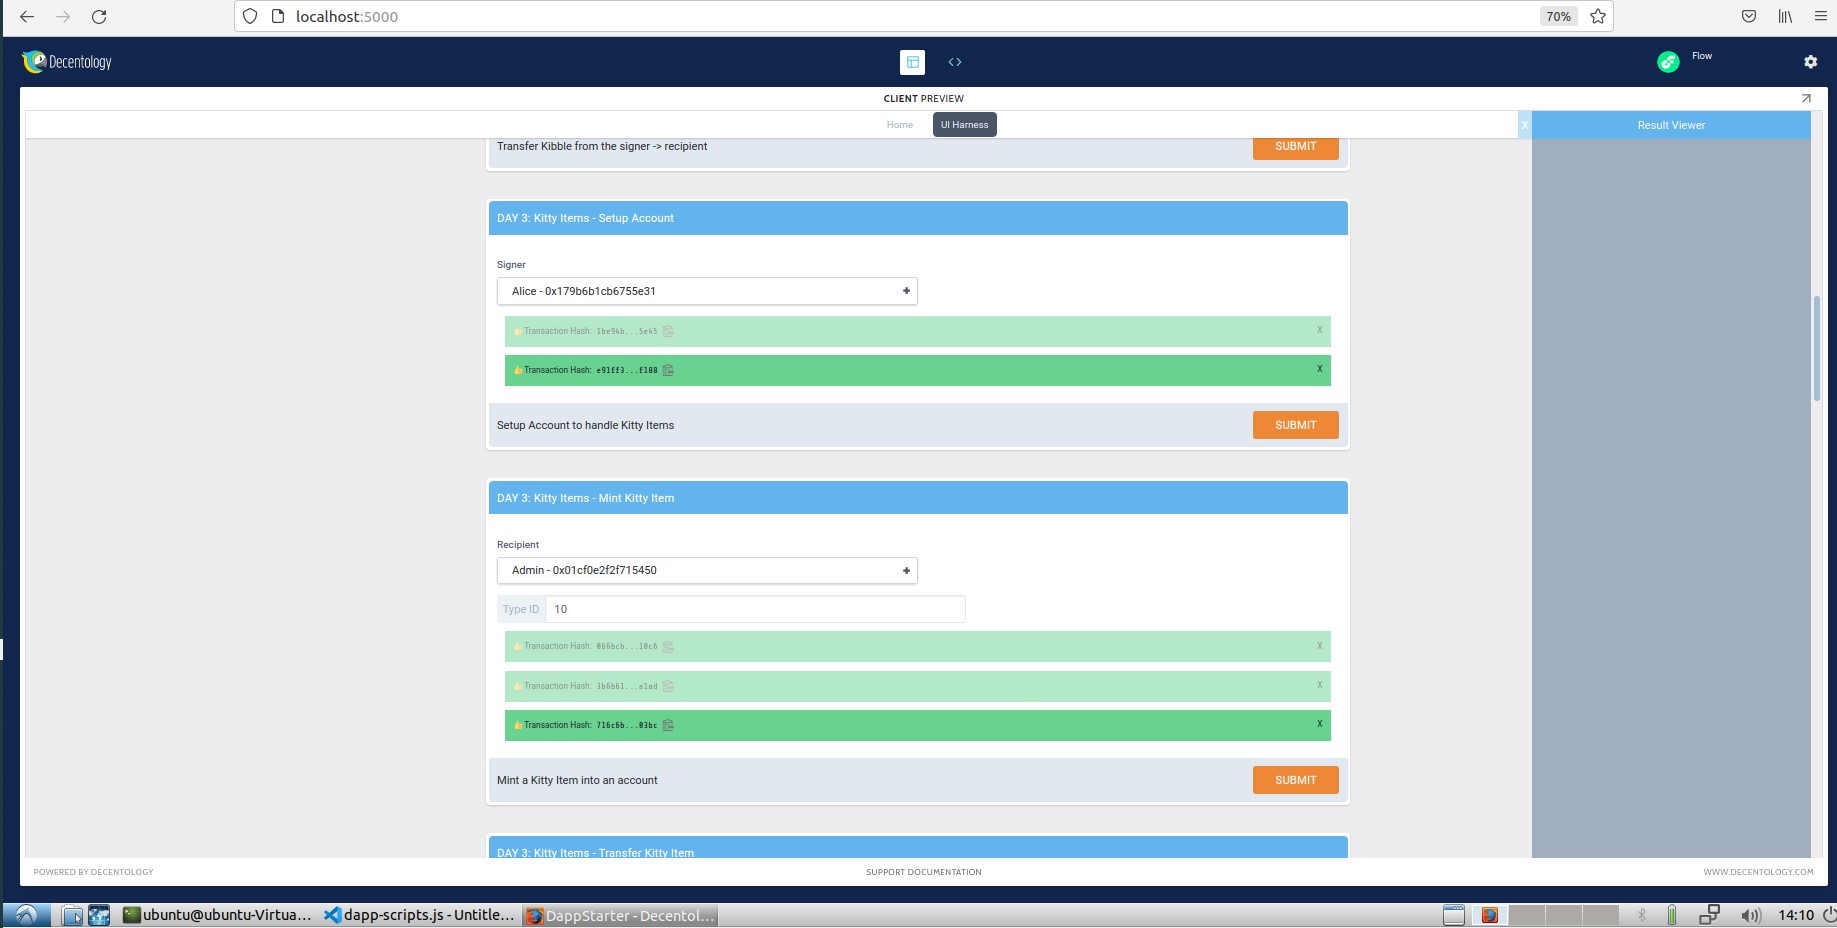 localhost:5000
70%
Decentology
Flow
CLIENT PREVIEW
Home
UI Harness
X
Result Viewer
Transfer Kibble from the signer -> recipient
SUBMIT
DAY 3: Kitty Items - Setup Account
Signer
Alice - 0x179b6b1cb6755e31
Transaction Hash: 1be94b...5e45
X
Transaction Hash: e91ff3...f188
X
Setup Account to handle Kitty Items
SUBMIT
DAY 3: Kitty Items - Mint Kitty Item
Recipient
Admin - 0x01cf0e2f2f715450
Type ID
10
Transaction Hash: 066bcb...10c6
X
Transaction Hash: 3b6b61...a1ad
X
Transaction Hash: 716c6b...03bc
X
Mint a Kitty Item into an account
SUBMIT
DAY 3: Kitty Items - Transfer Kitty Item
POWERED BY DECENTOLOGY
SUPPORT DOCUMENTATION
WWW.DECENTOLOGY.COM
ubuntu@ubuntu-Virtua...
dapp-scripts.js - Untitle...
DappStarter - Decentol...
14:10